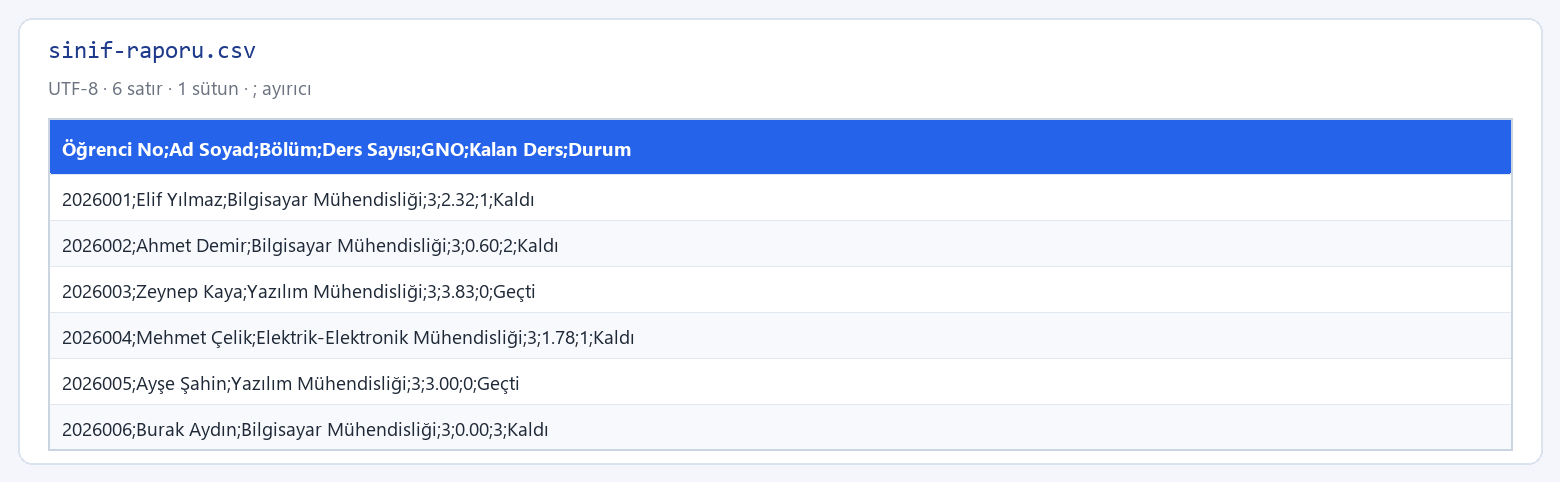 sinif-raporu.csv
UTF-8 · 6 satır · 1 sütun · ; ayırıcı
Öğrenci No;Ad Soyad;Bölüm;Ders Sayısı;GNO;Kalan Ders;Durum
2026001;Elif Yılmaz;Bilgisayar Mühendisliği;3;2.32;1;Kaldı
2026002;Ahmet Demir;Bilgisayar Mühendisliği;3;0.60;2;Kaldı
2026003;Zeynep Kaya;Yazılım Mühendisliği;3;3.83;0;Geçti
2026004;Mehmet Çelik;Elektrik-Elektronik Mühendisliği;3;1.78;1;Kaldı
2026005;Ayşe Şahin;Yazılım Mühendisliği;3;3.00;0;Geçti
2026006;Burak Aydın;Bilgisayar Mühendisliği;3;0.00;3;Kaldı